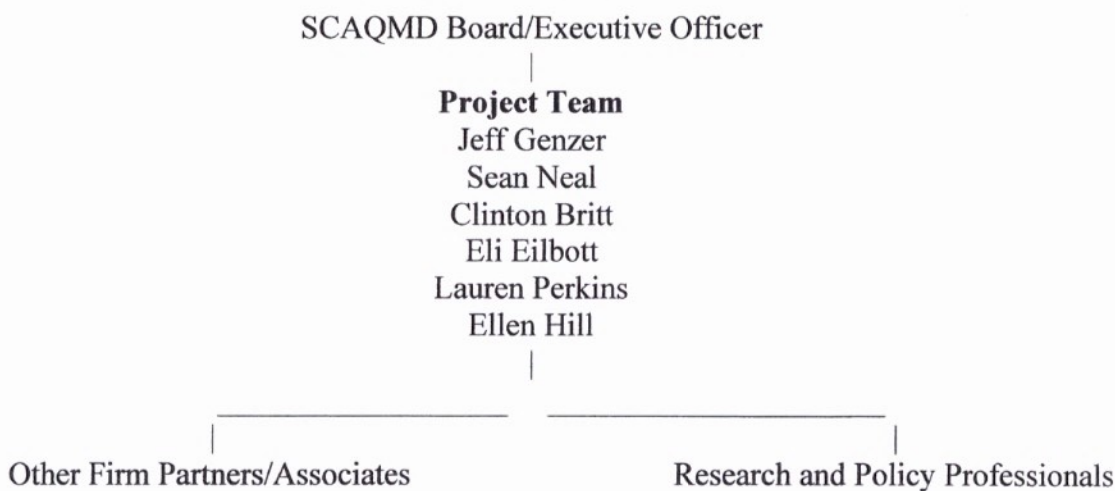 SCAQMD Board/Executive Officer
Project Team
Jeff Genzer
Sean Neal
Clinton Britt
Eli Eilbott
Lauren Perkins
Ellen Hill
Other Firm Partners/Associates
Research and Policy Professionals